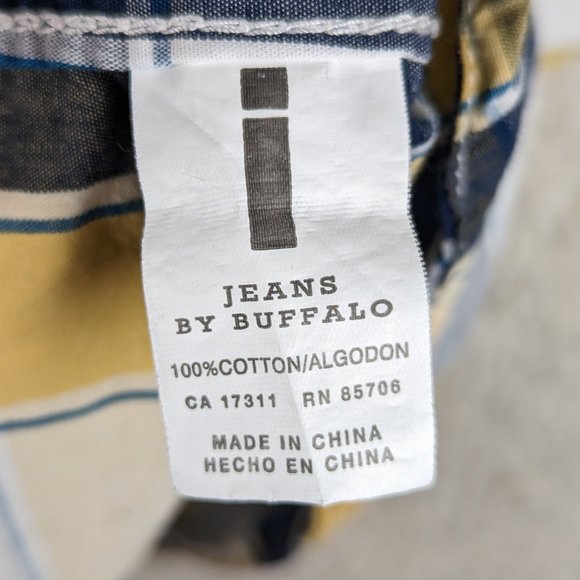 i
JEANS
BY BUFFALO
100%COTTON/ALGODON
CA 17311 RN 85706
MADE IN CHINA
HECHO EN CHINA